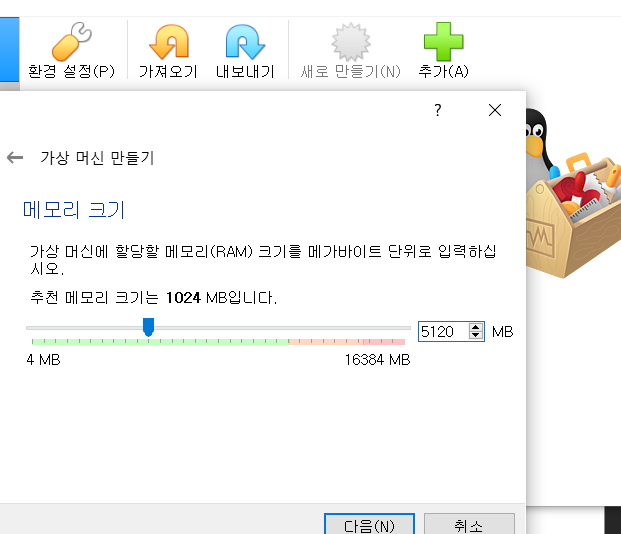 환경 설정(P) 가져오기 내보내기 새로 만들기(N) 추가(A)
?
가상 머신 만들기
메모리 크기
가상 머신에 할당할 메모리(RAM) 크기를 메가바이트 단위로 입력하십
시오.
추천 메모리 크기는 1024 MB입니다.
5120 MB
4 MB 16384 MB
다음(N) 취소